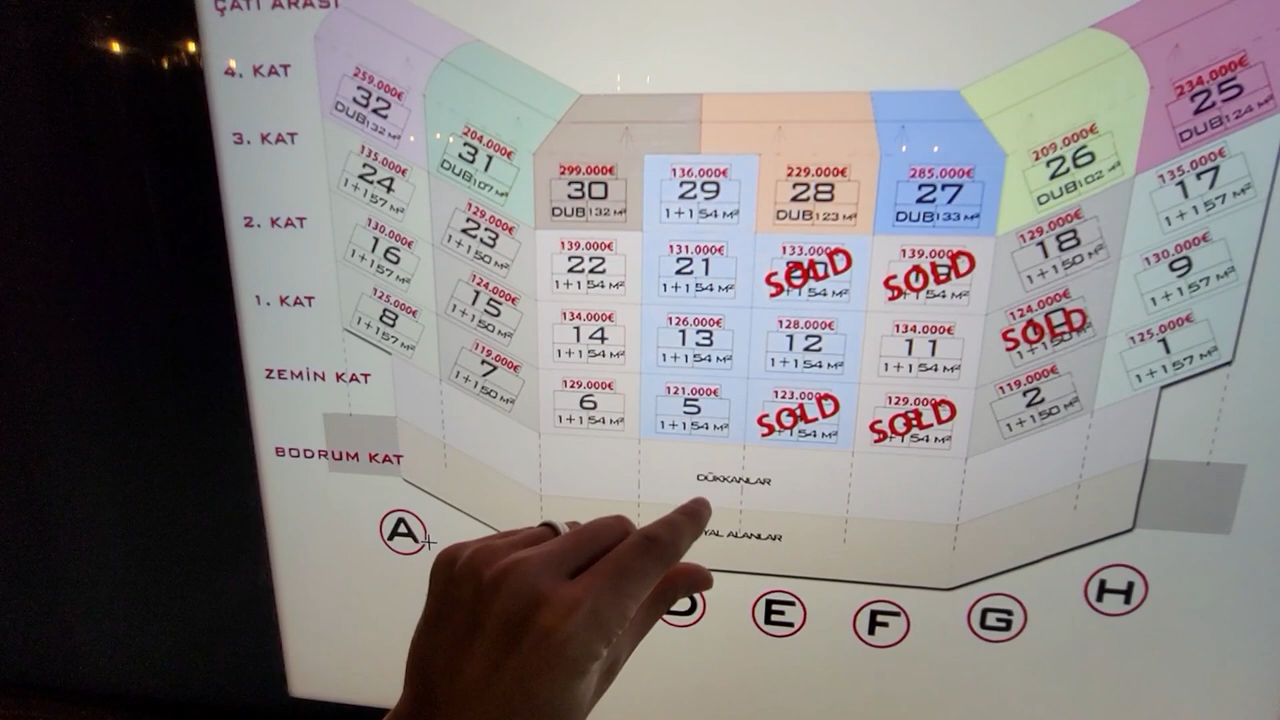 ÇATI ARASI
4. KAT
3. KAT
2. KAT
1. KAT
ZEMİN KAT
BODRUM KAT
259.000€
32
DUB 132 M²
204.000€
31
DUB 107 M²
299.000€
30
DUB 132 M²
136.000€
29
1+1 54 M²
229.000€
28
DUB 123 M²
285.000€
27
DUB 133 M²
209.000€
26
DUB 102 M²
234.000€
25
DUB 124 M²
135.000€
24
1+1 57 M²
129.000€
23
1+1 50 M²
139.000€
22
1+1 54 M²
131.000€
21
1+1 54 M²
133.000€
SOLD
1+1 54 M²
139.000€
SOLD
1+1 54 M²
129.000€
18
1+1 50 M²
135.000€
17
1+1 57 M²
130.000€
16
1+1 57 M²
124.000€
15
1+1 50 M²
134.000€
14
1+1 54 M²
126.000€
13
1+1 54 M²
128.000€
12
1+1 54 M²
134.000€
11
1+1 54 M²
124.000€
SOLD
1+1 50 M²
130.000€
9
1+1 57 M²
125.000€
8
1+1 57 M²
119.000€
7
1+1 50 M²
129.000€
6
1+1 54 M²
121.000€
5
1+1 54 M²
123.000€
SOLD
1+1 54 M²
129.000€
SOLD
1+1 54 M²
119.000€
2
1+1 50 M²
125.000€
1
1+1 57 M²
DÜKKANLAR
ALANLAR
A
D
E
F
G
H